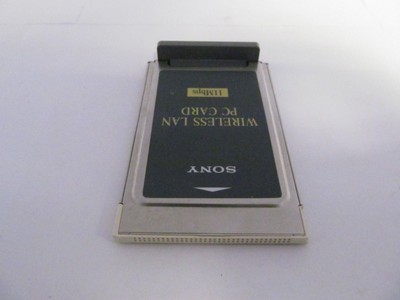 SONY
WIRELESS LAN
PC CARD
11Mbps